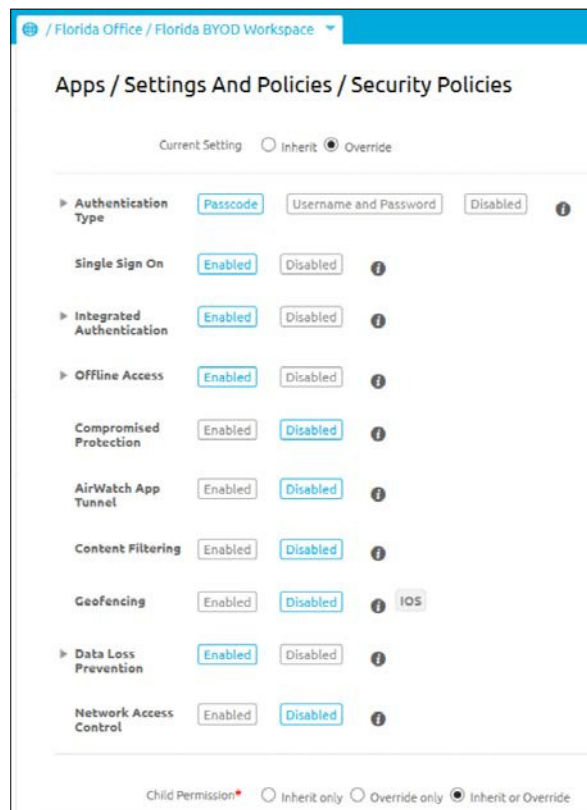 / Florida Office / Florida BYOD Workspace
Apps / Settings And Policies / Security Policies
Current Setting Inherit Override
Authentication Type Passcode Username and Password Disabled
Single Sign On Enabled Disabled
Integrated Authentication Enabled Disabled
Offline Access Enabled Disabled
Compromised Protection Enabled Disabled
AirWatch App Tunnel Enabled Disabled
Content Filtering Enabled Disabled
Geofencing Enabled Disabled IOS
Data Loss Prevention Enabled Disabled
Network Access Control Enabled Disabled
Child Permission* Inherit only Override only Inherit or Override